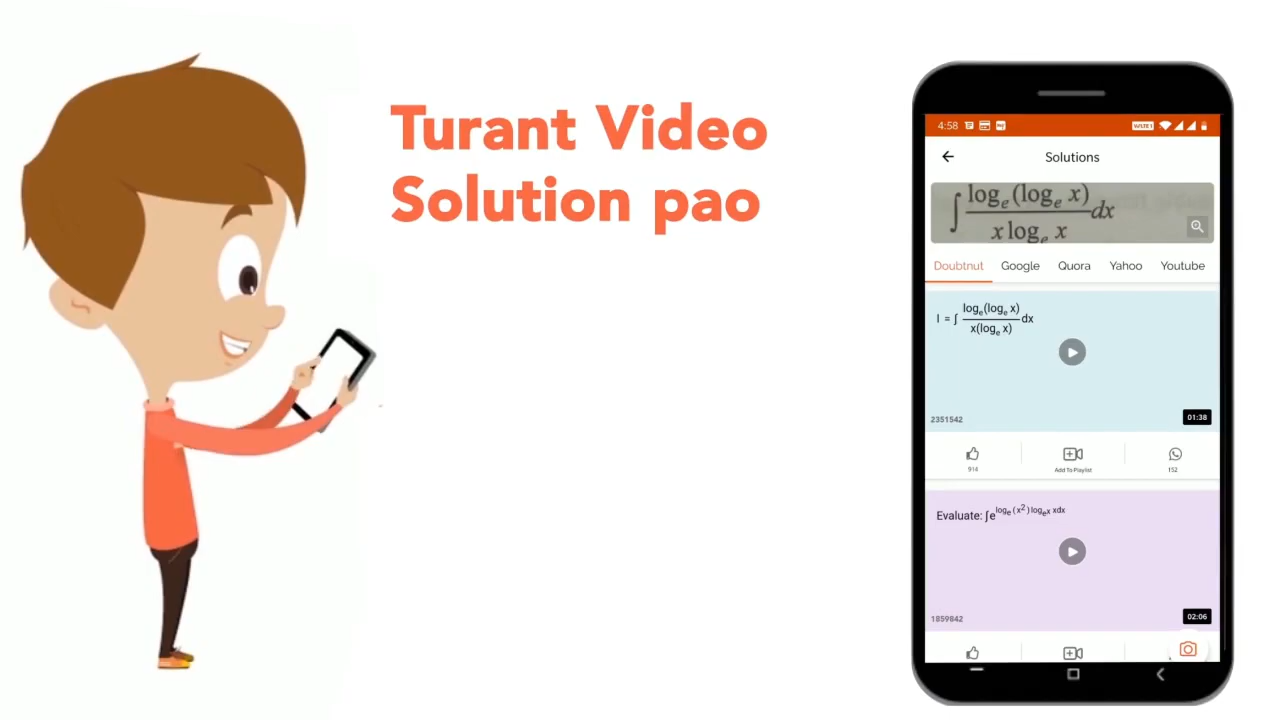 Turant Video
Solution pao
4:58
VoLTE1
Solutions
∫ logₑ(logₑ x) / x logₑ x dx
Doubtnut Google Quora Yahoo Youtube
I = ∫ logₑ(logₑ x) / x(logₑ x) dx
2351542 01:38
914 Add To Playlist 152
Evaluate: ∫e^logₑ(x²)logₑx xdx
1859842 02:06